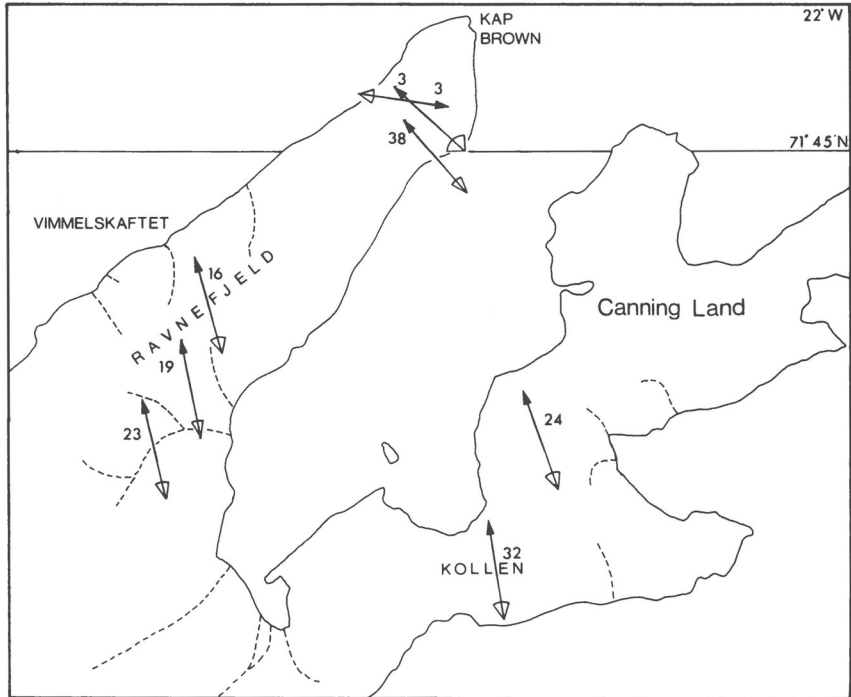 KAP
BROWN
22°W
3
3
38
71°45'N
VIMMELSKAFTET
16
RAVNEFJELD
Canning Land
19
23
24
32
KOLLEN